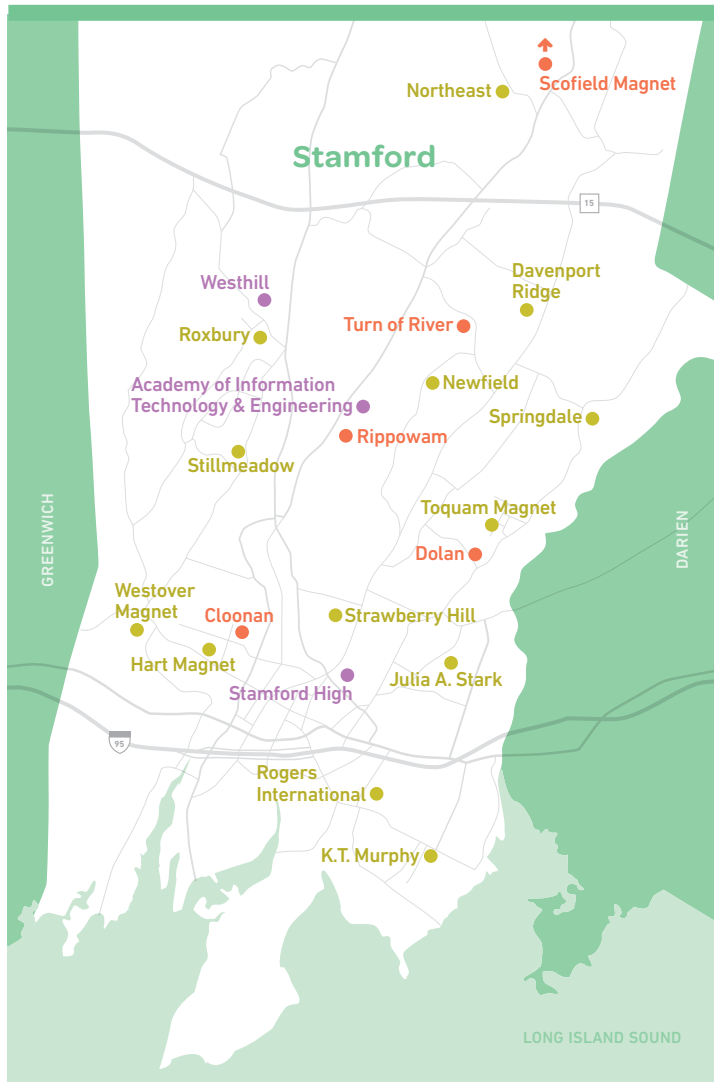 Scofield Magnet
Northeast
Stamford
15
Davenport
Ridge
Westhill
Turn of River
Roxbury
Academy of Information
Technology & Engineering
Newfield
Springdale
Rippowam
Stillmeadow
Toquam Magnet
GREENWICH
DARIEN
Dolan
Westover
Magnet
Cloonan
Strawberry Hill
Hart Magnet
Julia A. Stark
Stamford High
95
Rogers
International
K.T. Murphy
LONG ISLAND SOUND